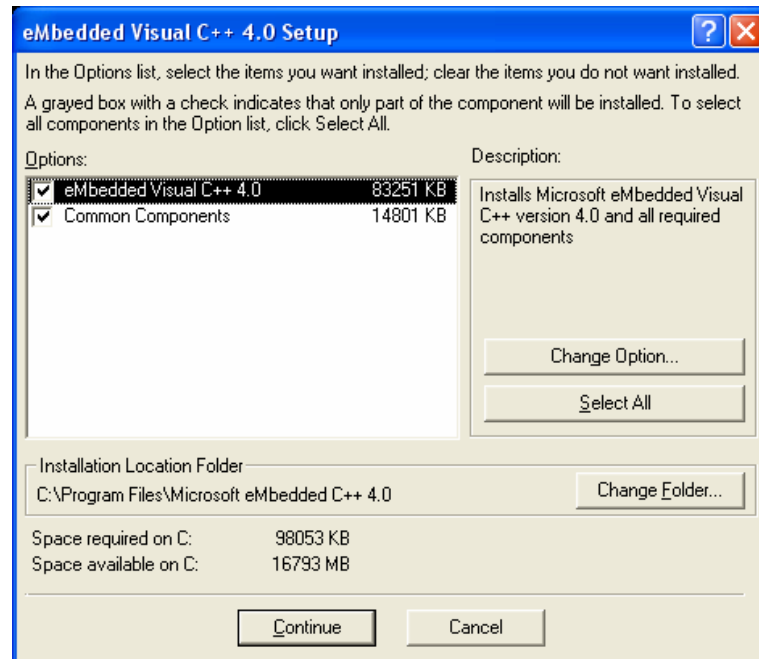 eMbedded Visual C++ 4.0 Setup
In the Options list, select the items you want installed; clear the items you do not want installed.
A grayed box with a check indicates that only part of the component will be installed. To select
all components in the Option list, click Select All.
Options:
Description:
eMbedded Visual C++ 4.0 83251 KB
Common Components 14801 KB
Installs Microsoft eMbedded Visual
C++ version 4.0 and all required
components
Change Option...
Select All
Installation Location Folder
C:\Program Files\Microsoft eMbedded C++ 4.0
Change Folder...
Space required on C: 98053 KB
Space available on C: 16793 MB
Continue
Cancel